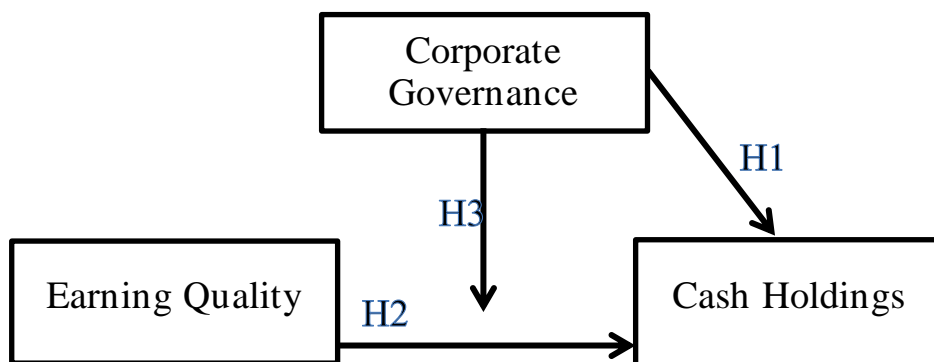 Corporate
Governance
H1
H3
Earning Quality
Cash Holdings
H2